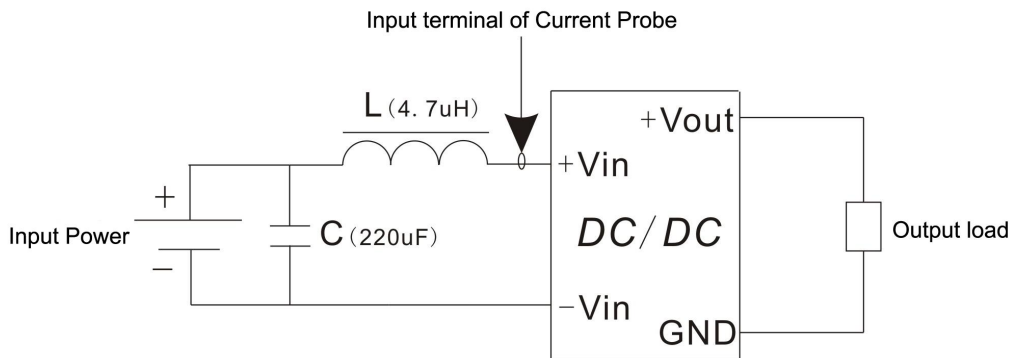 Input terminal of Current Probe
L(4.7uH)
+Vout
+Vin
+
Input Power
C(220uF)
DC/DC
Output load
−
−Vin
GND